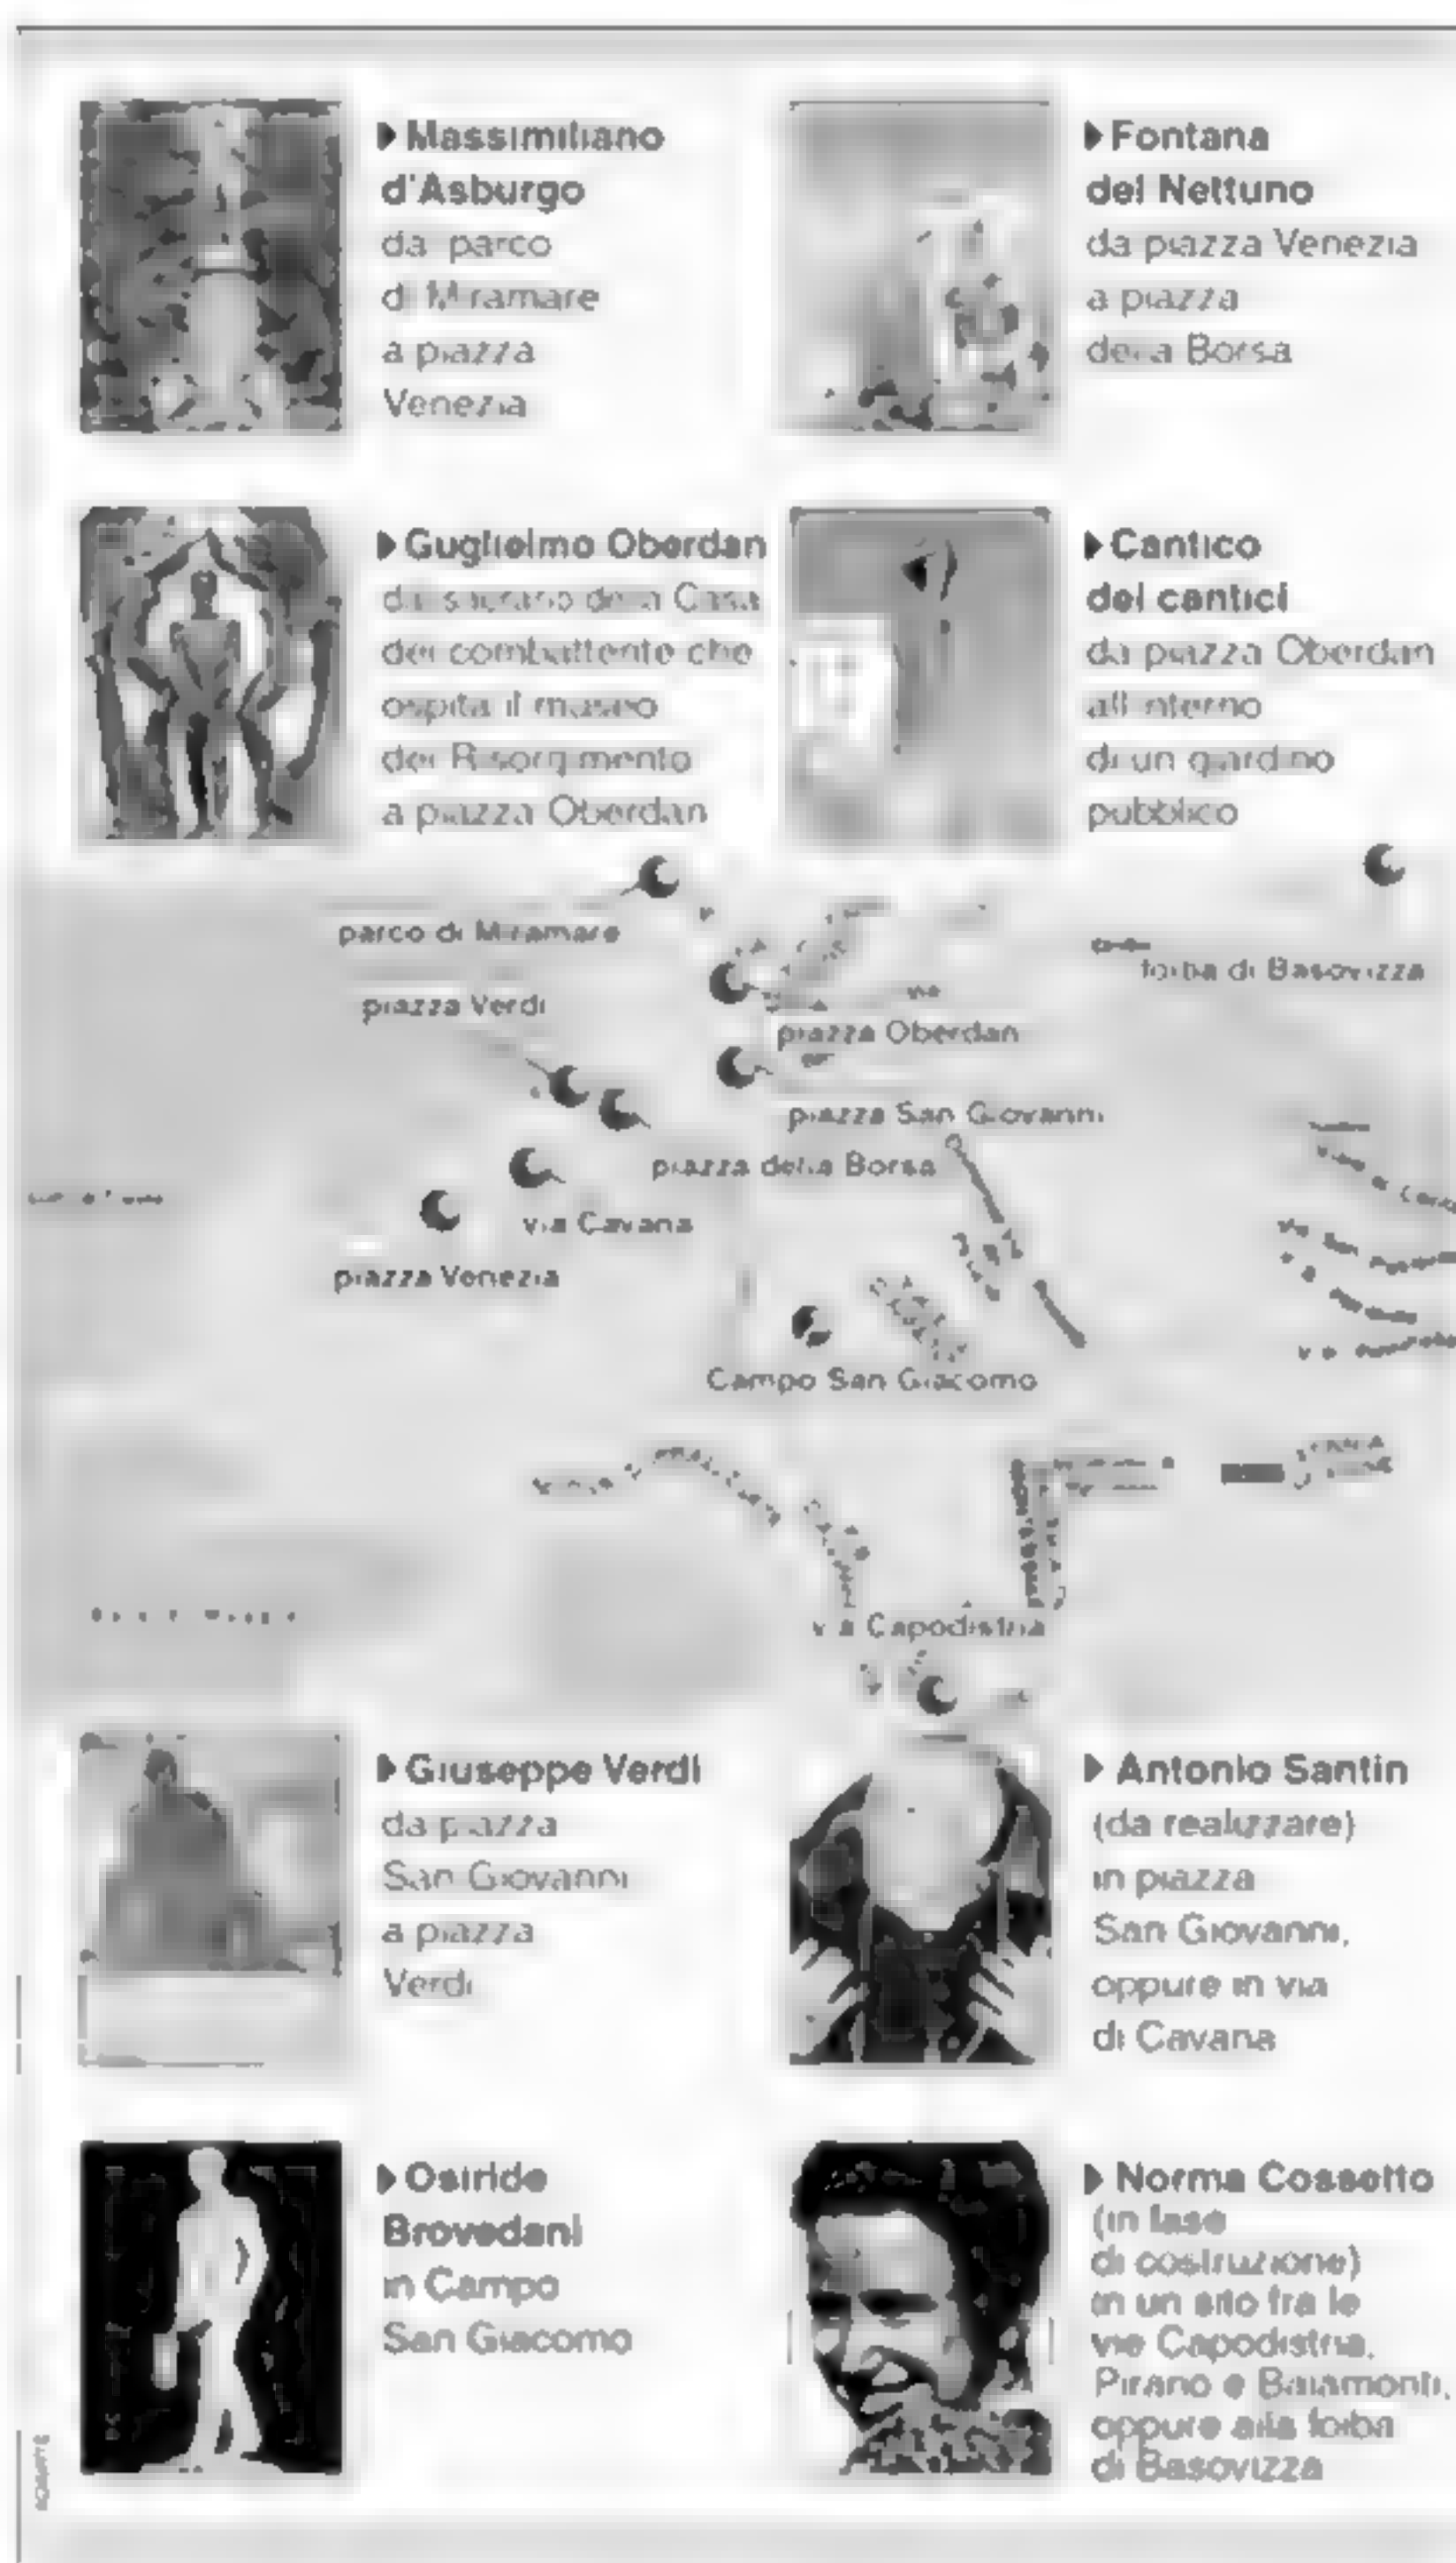 Massimiliano
d'Asburgo
da parco
di Miramare
a piazza
Venezia
Fontana
del Nettuno
da piazza Venezia
a piazza
della Borsa
Guglielmo Oberdan
dal sacrario della Casa
del combattente che
ospita il museo
del Risorgimento
a piazza Oberdan
Cantico
dei cantici
da piazza Oberdan
all'interno
di un giardino
pubblico
parco di Miramare
foiba di Basovizza
piazza Verdi
piazza Oberdan
piazza San Giovanni
piazza della Borsa
via Cavana
piazza Venezia
Campo San Giacomo
via Capodistria
Giuseppe Verdi
da piazza
San Giovanni
a piazza
Verdi
Antonio Santin
(da realizzare)
in piazza
San Giovanni,
oppure in via
di Cavana
Osiride
Brovedani
in Campo
San Giacomo
Norma Cossetto
(in fase
di costruzione)
in un sito fra le
vie Capodistria,
Pirano e Baiamonti,
oppure alla foiba
di Basovizza